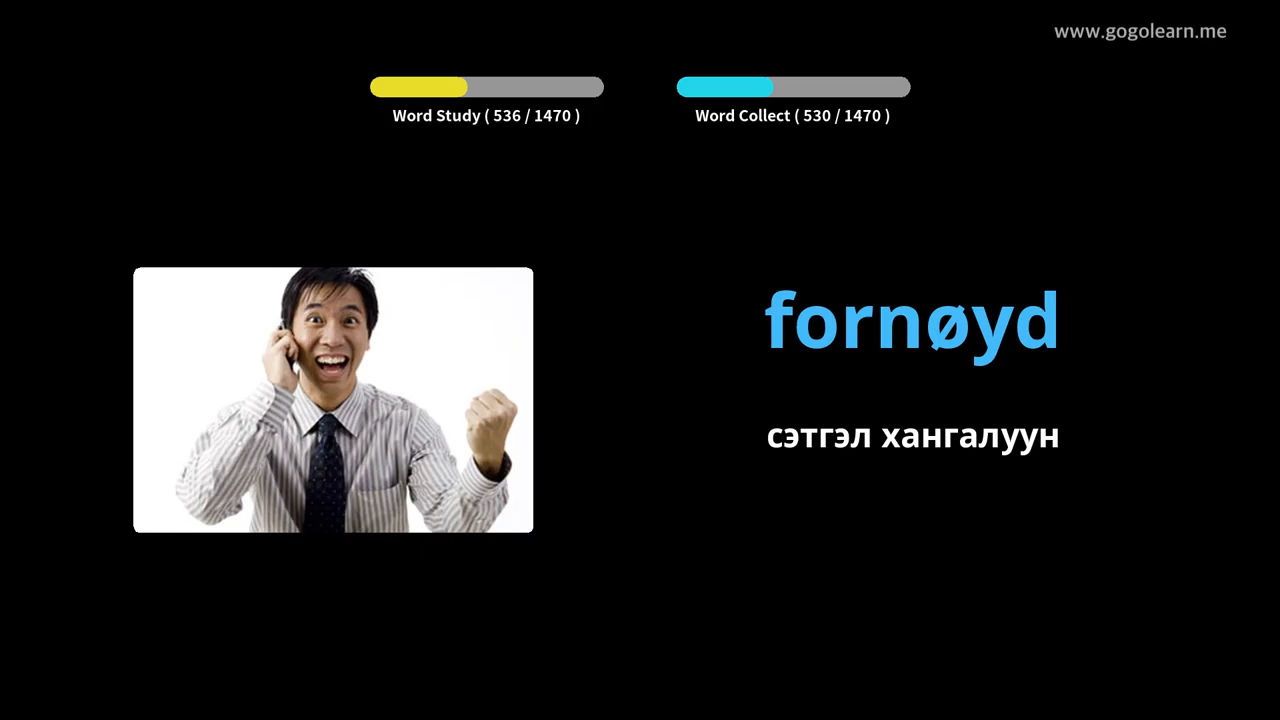 www.gogolearn.me
Word Study ( 536 / 1470 )
Word Collect ( 530 / 1470 )
fornøyd
сэтгэл хангалуун